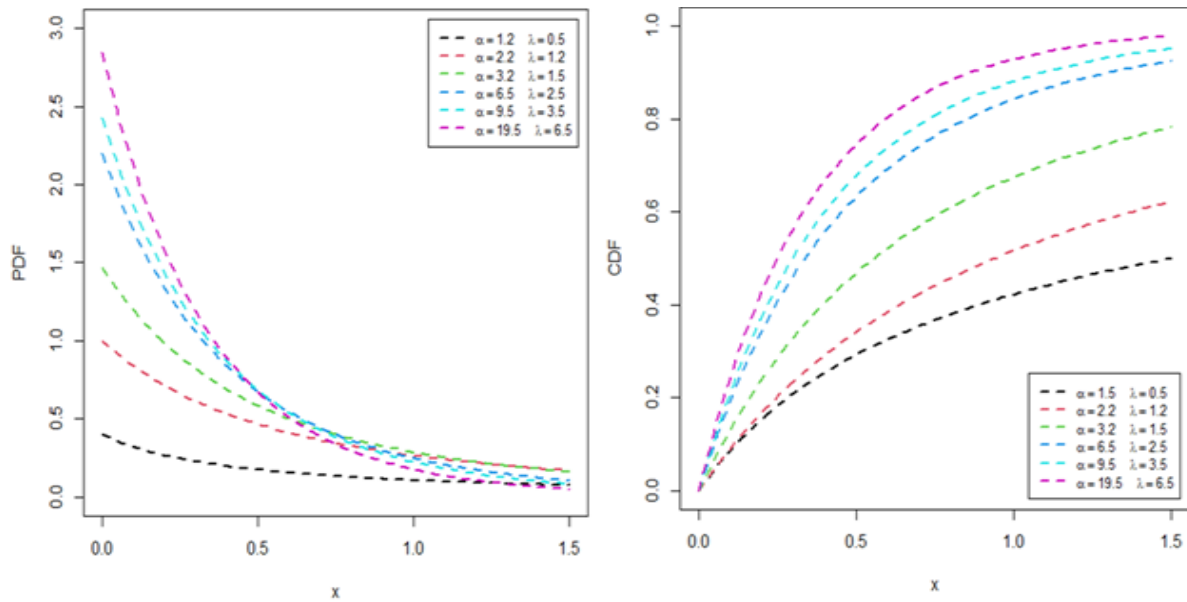 α = 1.2 λ = 0.5
α = 2.2 λ = 1.2
α = 3.2 λ = 1.5
α = 6.5 λ = 2.5
α = 9.5 λ = 3.5
α = 19.5 λ = 6.5
3.0
2.5
2.0
1.5
1.0
0.5
0.0
PDF
0.0 0.5 1.0 1.5
x
1.0
0.8
0.6
0.4
0.2
0.0
CDF
α = 1.5 λ = 0.5
α = 2.2 λ = 1.2
α = 3.2 λ = 1.5
α = 6.5 λ = 2.5
α = 9.5 λ = 3.5
α = 19.5 λ = 6.5
0.0 0.5 1.0 1.5
x